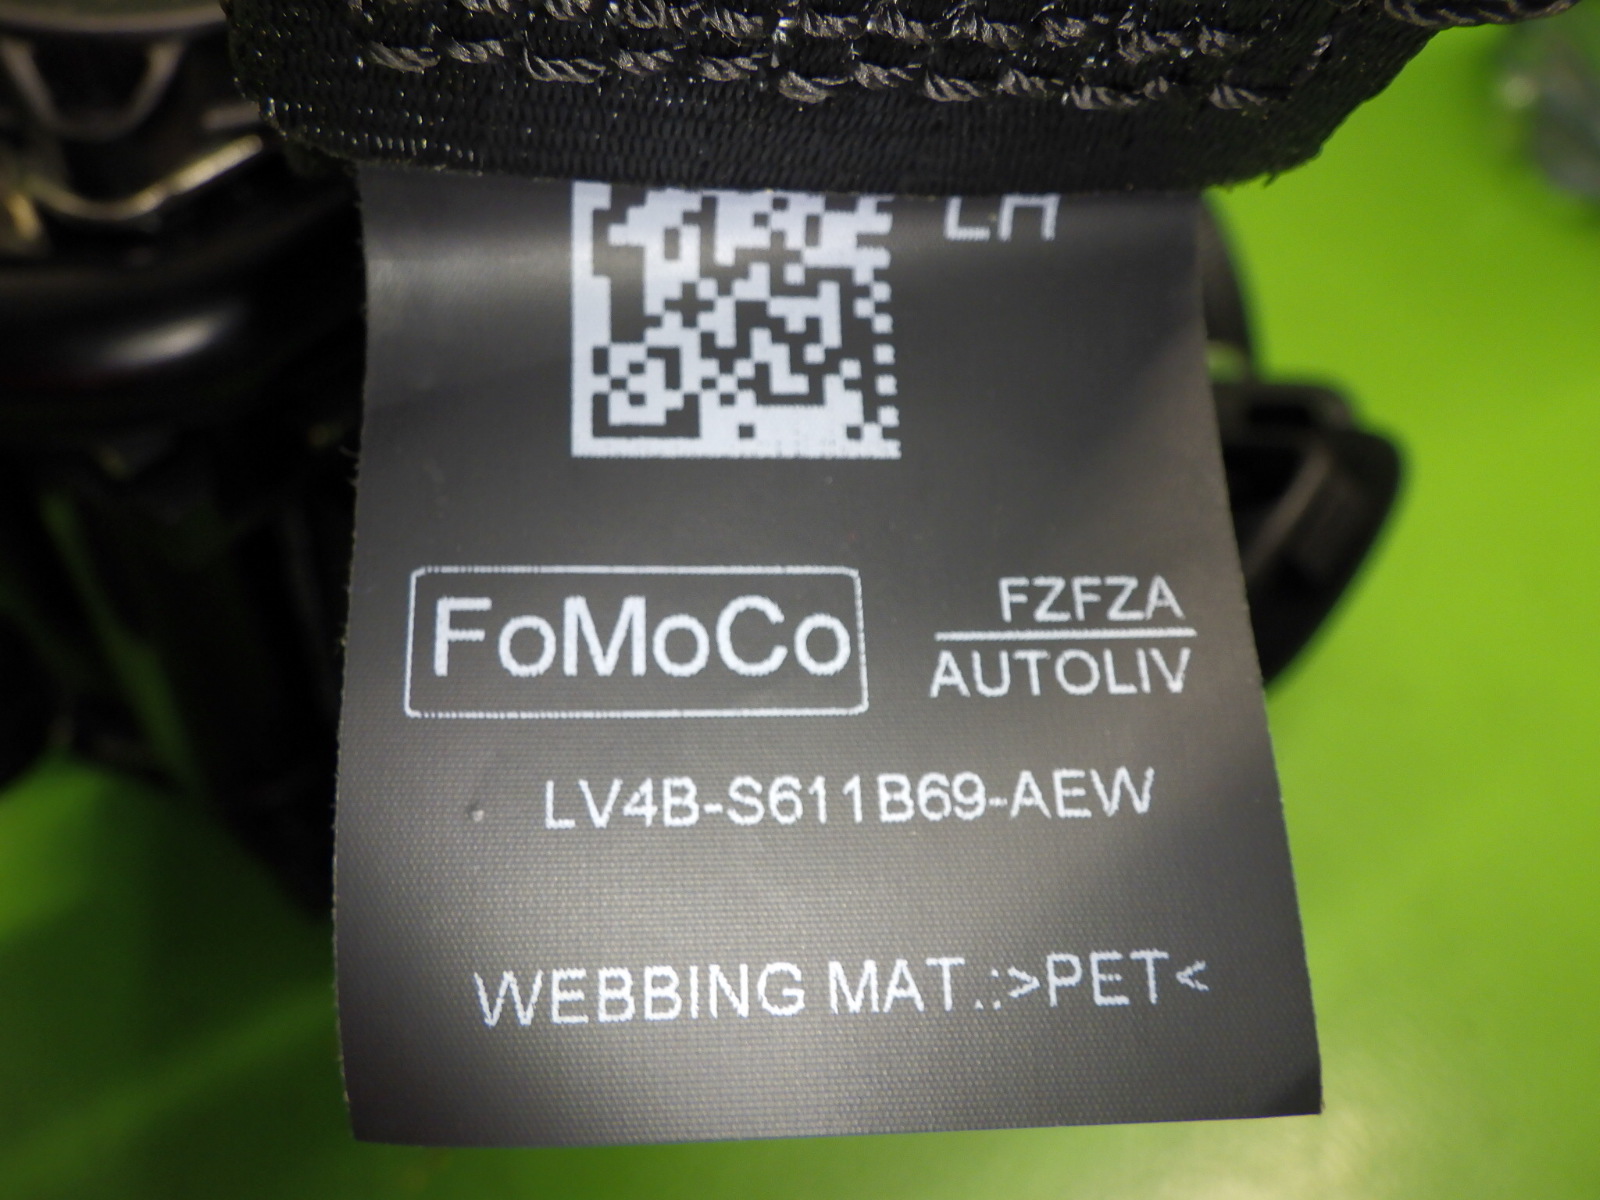 LH
FoMoCo
FZFZA
AUTOLIV
LV4B-S611B69-AEW
WEBBING MAT.:>PET<